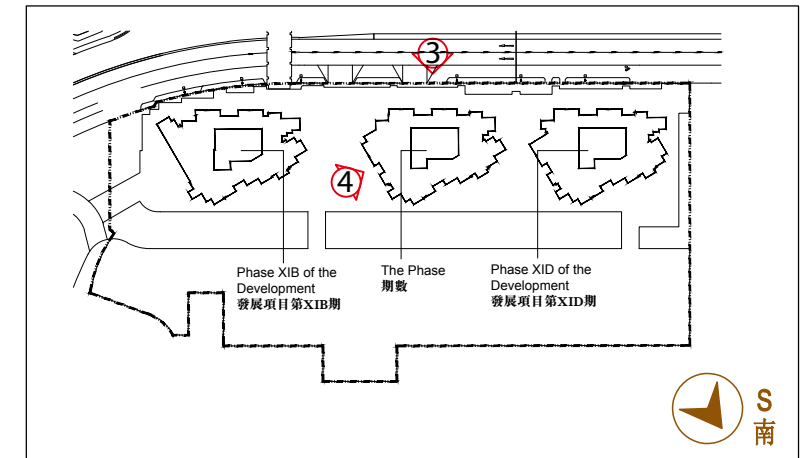 3
4
Phase XIB of the
Development
發展項目第XIB期
The Phase
期數
Phase XID of the
Development
發展項目第XID期
S
南